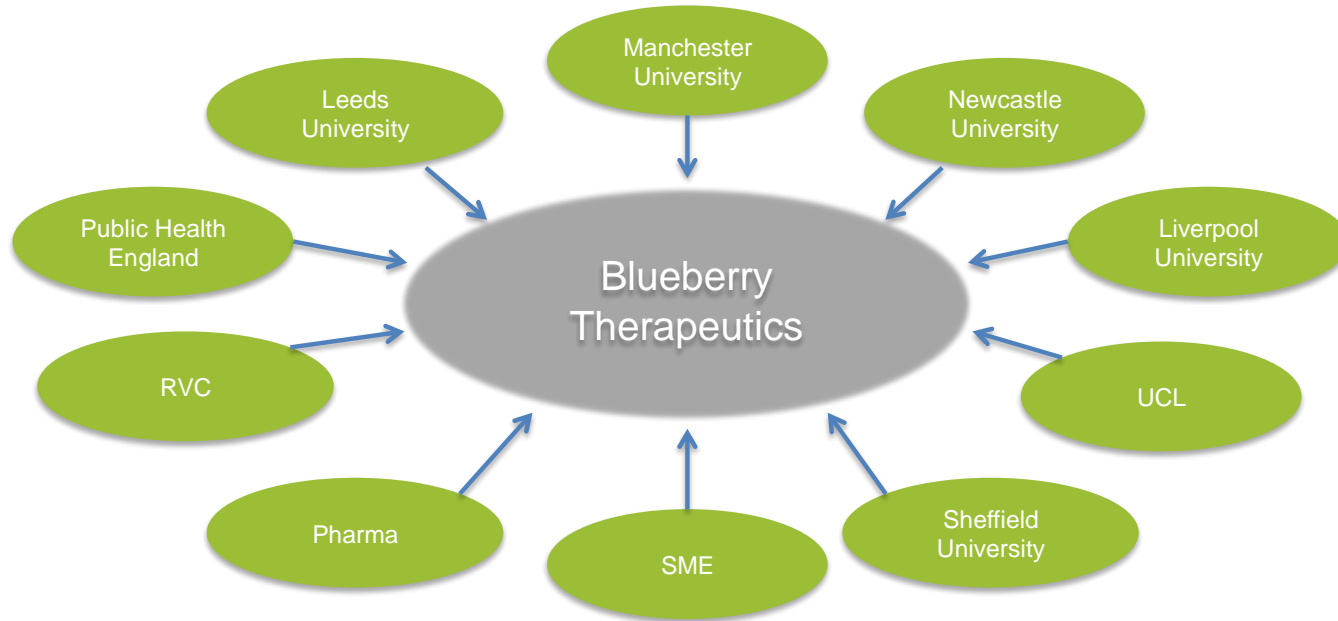 Manchester
University
Leeds
University
Newcastle
University
Public Health
England
Liverpool
University
Blueberry
Therapeutics
RVC
UCL
Pharma
SME
Sheffield
University